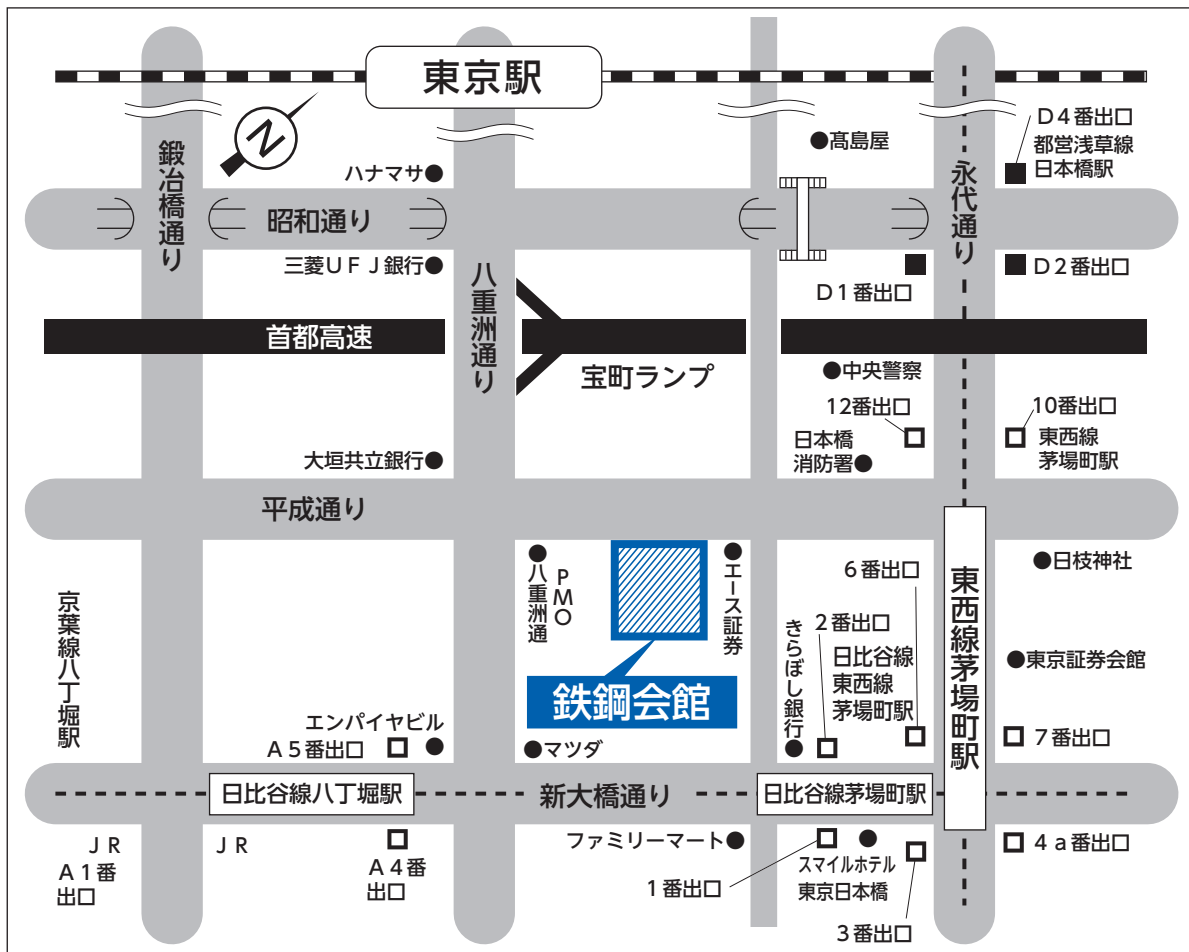 東京駅
N
鍛冶橋通り
八重洲通り
永代通り
D4番出口
都営浅草線
日本橋駅
●髙島屋
ハナマサ●
昭和通り
三菱UFJ銀行●
D1番出口
D2番出口
首都高速
宝町ランプ
●中央警察
12番出口
10番出口
日本橋
消防署●
東西線
茅場町駅
大垣共立銀行●
平成通り
京葉線八丁堀駅
●八重洲通
PMO
●エース証券
鉄鋼会館
6番出口
2番出口
日比谷線
東西線
茅場町駅
きらぼし銀行●
東西線茅場町駅
●日枝神社
●東京証券会館
7番出口
エンパイヤビル
A5番出口
●
●マツダ
日比谷線八丁堀駅
新大橋通り
日比谷線茅場町駅
JR
A1番
出口
JR
A4番
出口
ファミリーマート●
1番出口
●
スマイルホテル
東京日本橋
3番出口
4a番出口